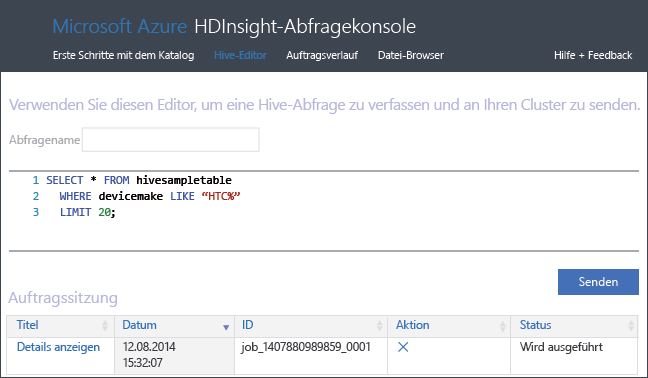 Microsoft Azure HDInsight-Abfragekonsole
Erste Schritte mit dem Katalog Hive-Editor Auftragsverlauf Datei-Browser Hilfe + Feedback
Verwenden Sie diesen Editor, um eine Hive-Abfrage zu verfassen und an Ihren Cluster zu senden.
Abfragename
1 SELECT * FROM hivesampletable
2 WHERE devicemake LIKE “HTC%”
3 LIMIT 20;
Senden
Auftragssitzung
Titel Datum ID Aktion Status
Details anzeigen 12.08.2014 job_1407880989859_0001 Wird ausgeführt
15:32:07